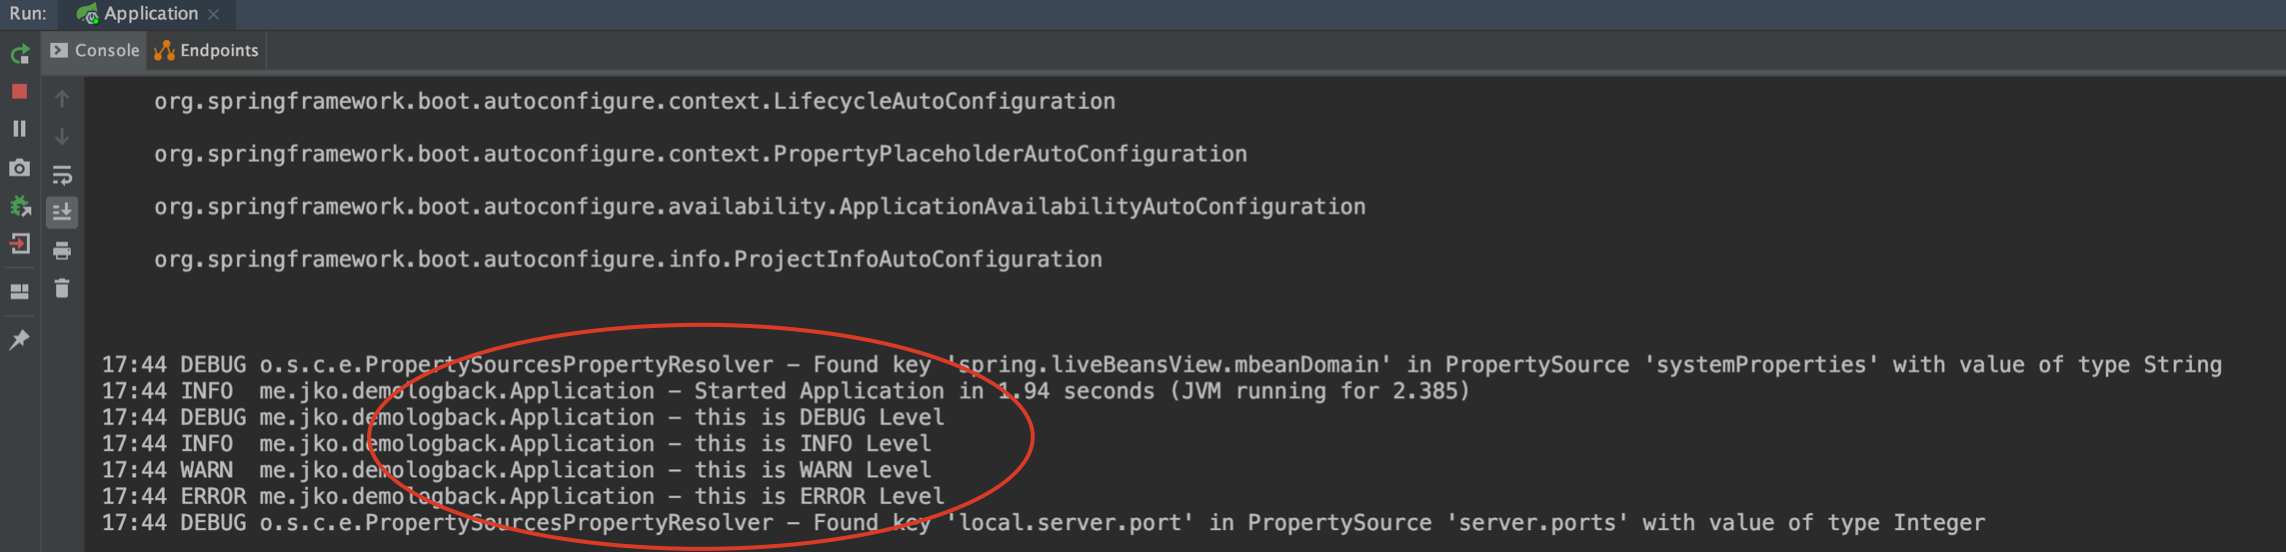 Run: Application
Console Endpoints
org.springframework.boot.autoconfigure.context.LifecycleAutoConfiguration
org.springframework.boot.autoconfigure.context.PropertyPlaceholderAutoConfiguration
org.springframework.boot.autoconfigure.availability.ApplicationAvailabilityAutoConfiguration
org.springframework.boot.autoconfigure.info.ProjectInfoAutoConfiguration
17:44 DEBUG o.s.c.e.PropertySourcesPropertyResolver – Found key 'spring.liveBeansView.mbeanDomain' in PropertySource 'systemProperties' with value of type String
17:44 INFO  me.jko.demologback.Application – Started Application in 1.94 seconds (JVM running for 2.385)
17:44 DEBUG me.jko.demologback.Application – this is DEBUG Level
17:44 INFO  me.jko.demologback.Application – this is INFO Level
17:44 WARN  me.jko.demologback.Application – this is WARN Level
17:44 ERROR me.jko.demologback.Application – this is ERROR Level
17:44 DEBUG o.s.c.e.PropertySourcesPropertyResolver – Found key 'local.server.port' in PropertySource 'server.ports' with value of type Integer